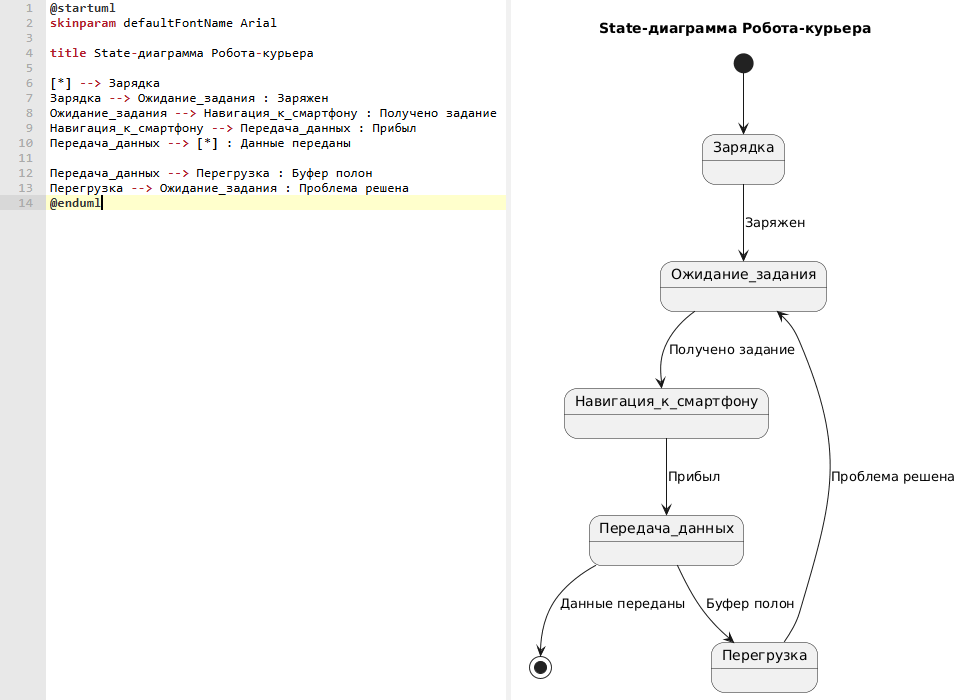 1 @startuml
2 skinparam defaultFontName Arial
3
4 title State-диаграмма Робота-курьера
5
6 [*] --> Зарядка
7 Зарядка --> Ожидание_задания : Заряжен
8 Ожидание_задания --> Навигация_к_смартфону : Получено задание
9 Навигация_к_смартфону --> Передача_данных : Прибыл
10 Передача_данных --> [*] : Данные переданы
11
12 Передача_данных --> Перегрузка : Буфер полон
13 Перегрузка --> Ожидание_задания : Проблема решена
14 @enduml
State-диаграмма Робота-курьера
Зарядка
Заряжен
Ожидание_задания
Получено задание
Навигация_к_смартфону
Прибыл
Проблема решена
Передача_данных
Данные переданы
Буфер полон
Перегрузка